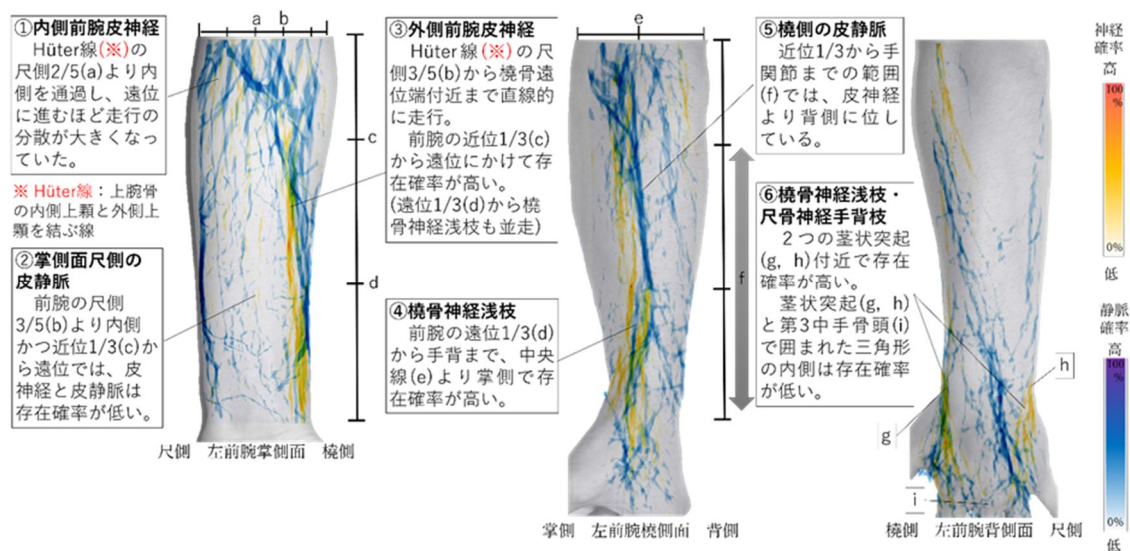 ①内側前腕皮神経
Hüter線(※)の
尺側2/5(a)より内
側を通過し、遠位
に進むほど走行の
分散が大きくなっ
ていた。
※ Hüter線：上腕骨
の内側上顆と外側上
顆を結ぶ線
②掌側面尺側の
皮静脈
前腕の尺側
3/5(b)より内側
かつ近位1/3(c)か
ら遠位では、皮
神経と皮静脈は
存在確率が低い。
a
b
c
d
尺側 左前腕掌側面 橈側
③外側前腕皮神経
Hüter線(※)の尺
側3/5(b)から橈骨遠
位端付近まで直線的
に走行。
前腕の近位1/3(c)
から遠位にかけて存
在確率が高い。
(遠位1/3(d)から橈
骨神経浅枝も並走)
④橈骨神経浅枝
前腕の遠位1/3(d)
から手背まで、中央
線(e)より掌側で存
在確率が高い。
e
f
掌側 左前腕橈側面 背側
⑤橈側の皮静脈
近位1/3から手
関節までの範囲
(f)では、皮神経
より背側に位し
ている。
⑥橈骨神経浅枝・
尺骨神経手背枝
２つの茎状突起
(g, h)付近で存在
確率が高い。
茎状突起(g, h)
と第3中手骨頭(i)
で囲まれた三角形
の内側は存在確率
が低い。
g
h
i
橈側 左前腕背側面 尺側
神経
確率
高
100
%
0%
低
静脈
確率
高
100
%
0%
低